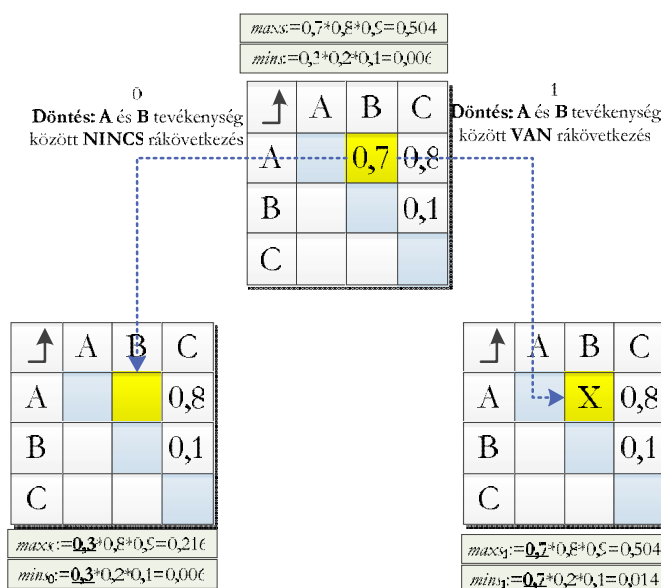 maxs:=0,7*0,8*0,9=0,504
mins:=0,3*0,2*0,1=0,006
0
Döntés: A és B tevékenység
között NINCS rákövetkezés
1
Döntés: A és B tevékenység
között VAN rákövetkezés
A B C
A 0,7 0,8
B 0,1
C
A B C
A 0,8
B 0,1
C
maxs0:=0,3*0,8*0,9=0,216
mins0:=0,3*0,2*0,1=0,006
A B C
A X 0,8
B 0,1
C
maxs1:=0,7*0,8*0,9=0,504
mins1:=0,7*0,2*0,1=0,014